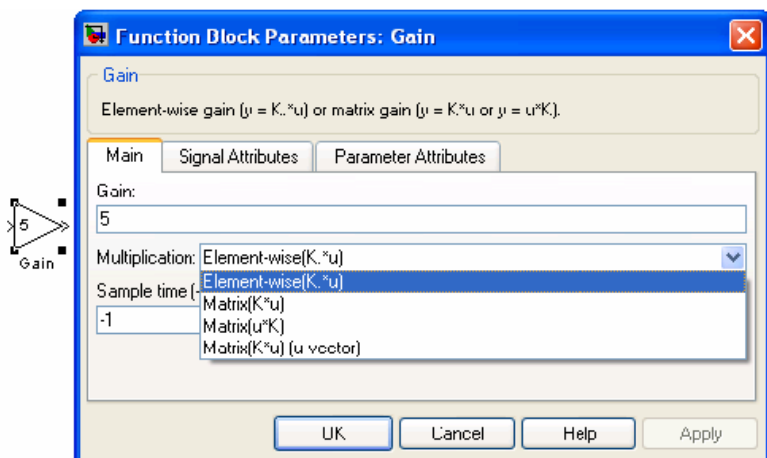 Function Block Parameters: Gain
Gain
Element-wise gain (y = K.*u) or matrix gain (y = K*u or y = u*K).
Main Signal Attributes Parameter Attributes
Gain:
5
5
Gain
Multiplication: Element-wise(K.*u)
Element-wise(K.*u)
Sample time (-
Matrix(K*u)
-1
Matrix(u*K)
Matrix(K*u) (u vector)
OK Cancel Help Apply